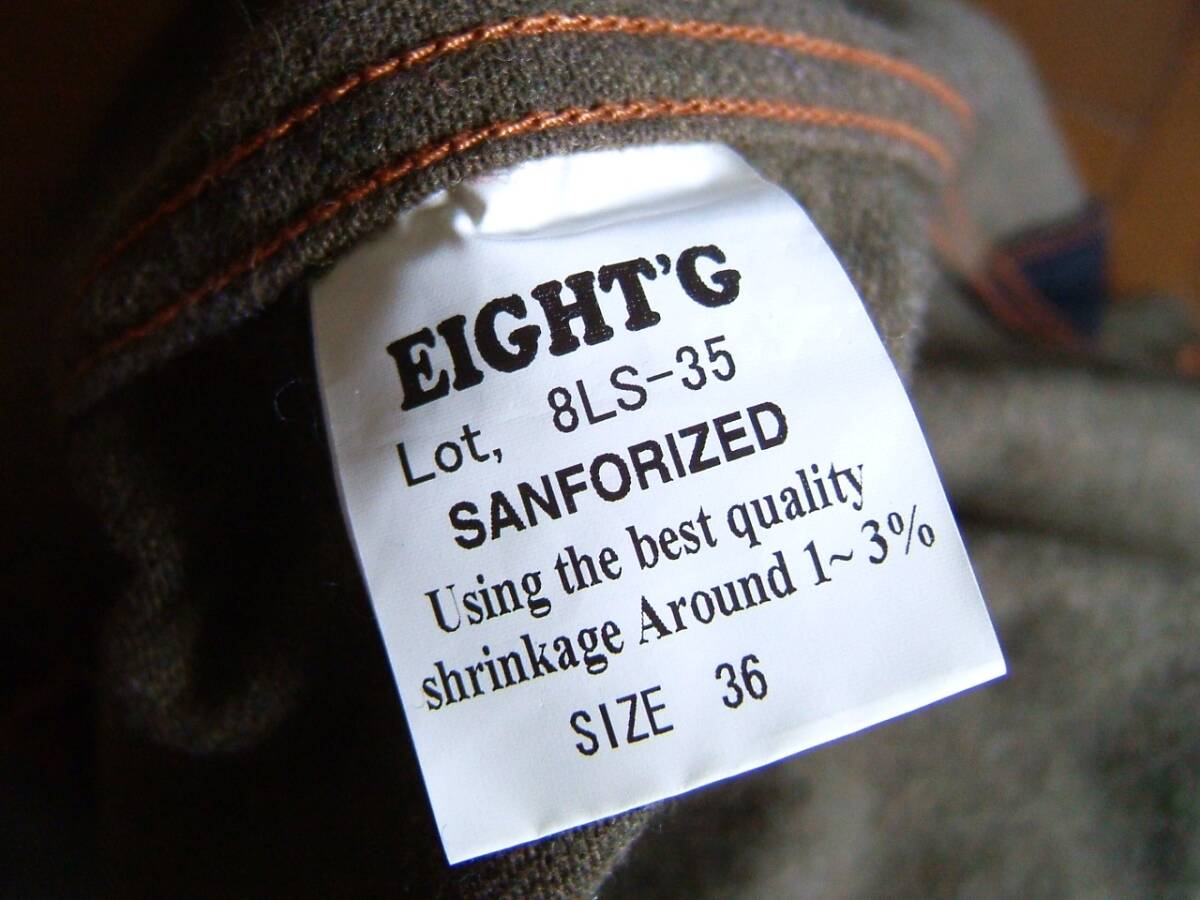 EIGHT'G
Lot, 8LS-35
SANFORIZED
Using the best quality
shrinkage Around 1~3%
SIZE 36